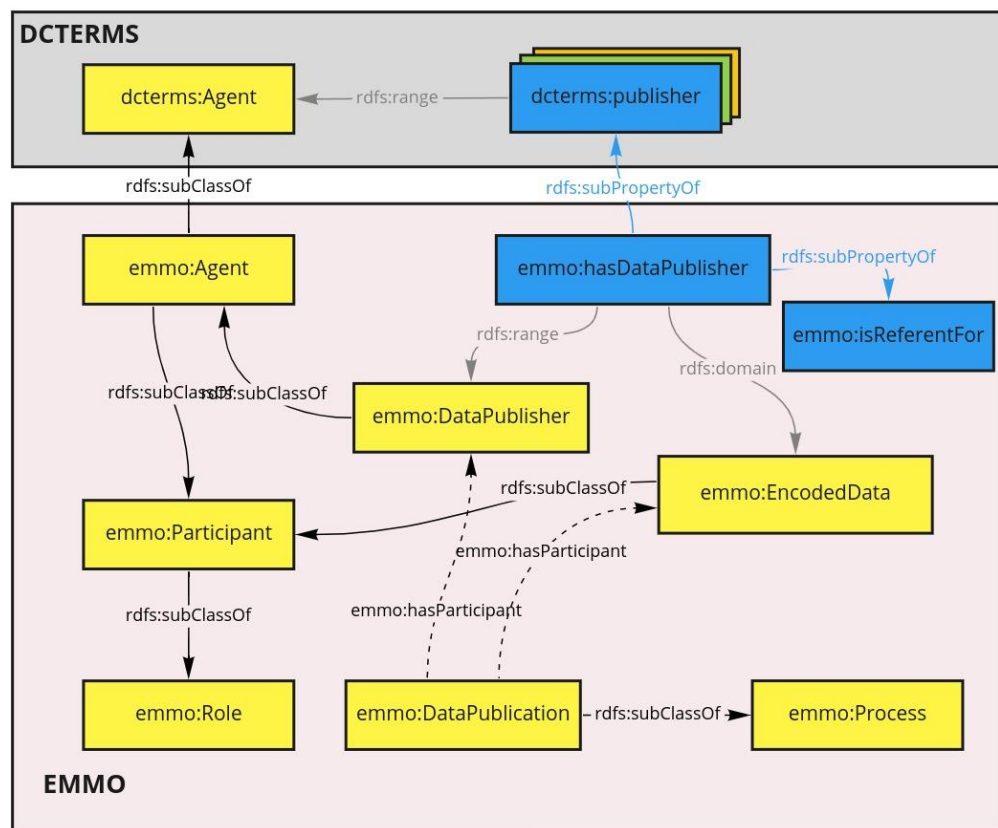 DCTERMS
dcterms:Agent
rdfs:range
dcterms:publisher
rdfs:subClassOf
rdfs:subPropertyOf
emmo:Agent
emmo:hasDataPublisher
rdfs:subPropertyOf
rdfs:range
emmo:isReferentFor
rdfs:domain
rdfs:subClassOf
rdfs:subClassOf
emmo:DataPublisher
rdfs:subClassOf
emmo:EncodedData
emmo:Participant
emmo:hasParticipant
emmo:hasParticipant
rdfs:subClassOf
emmo:Role
emmo:DataPublication
rdfs:subClassOf
emmo:Process
EMMO